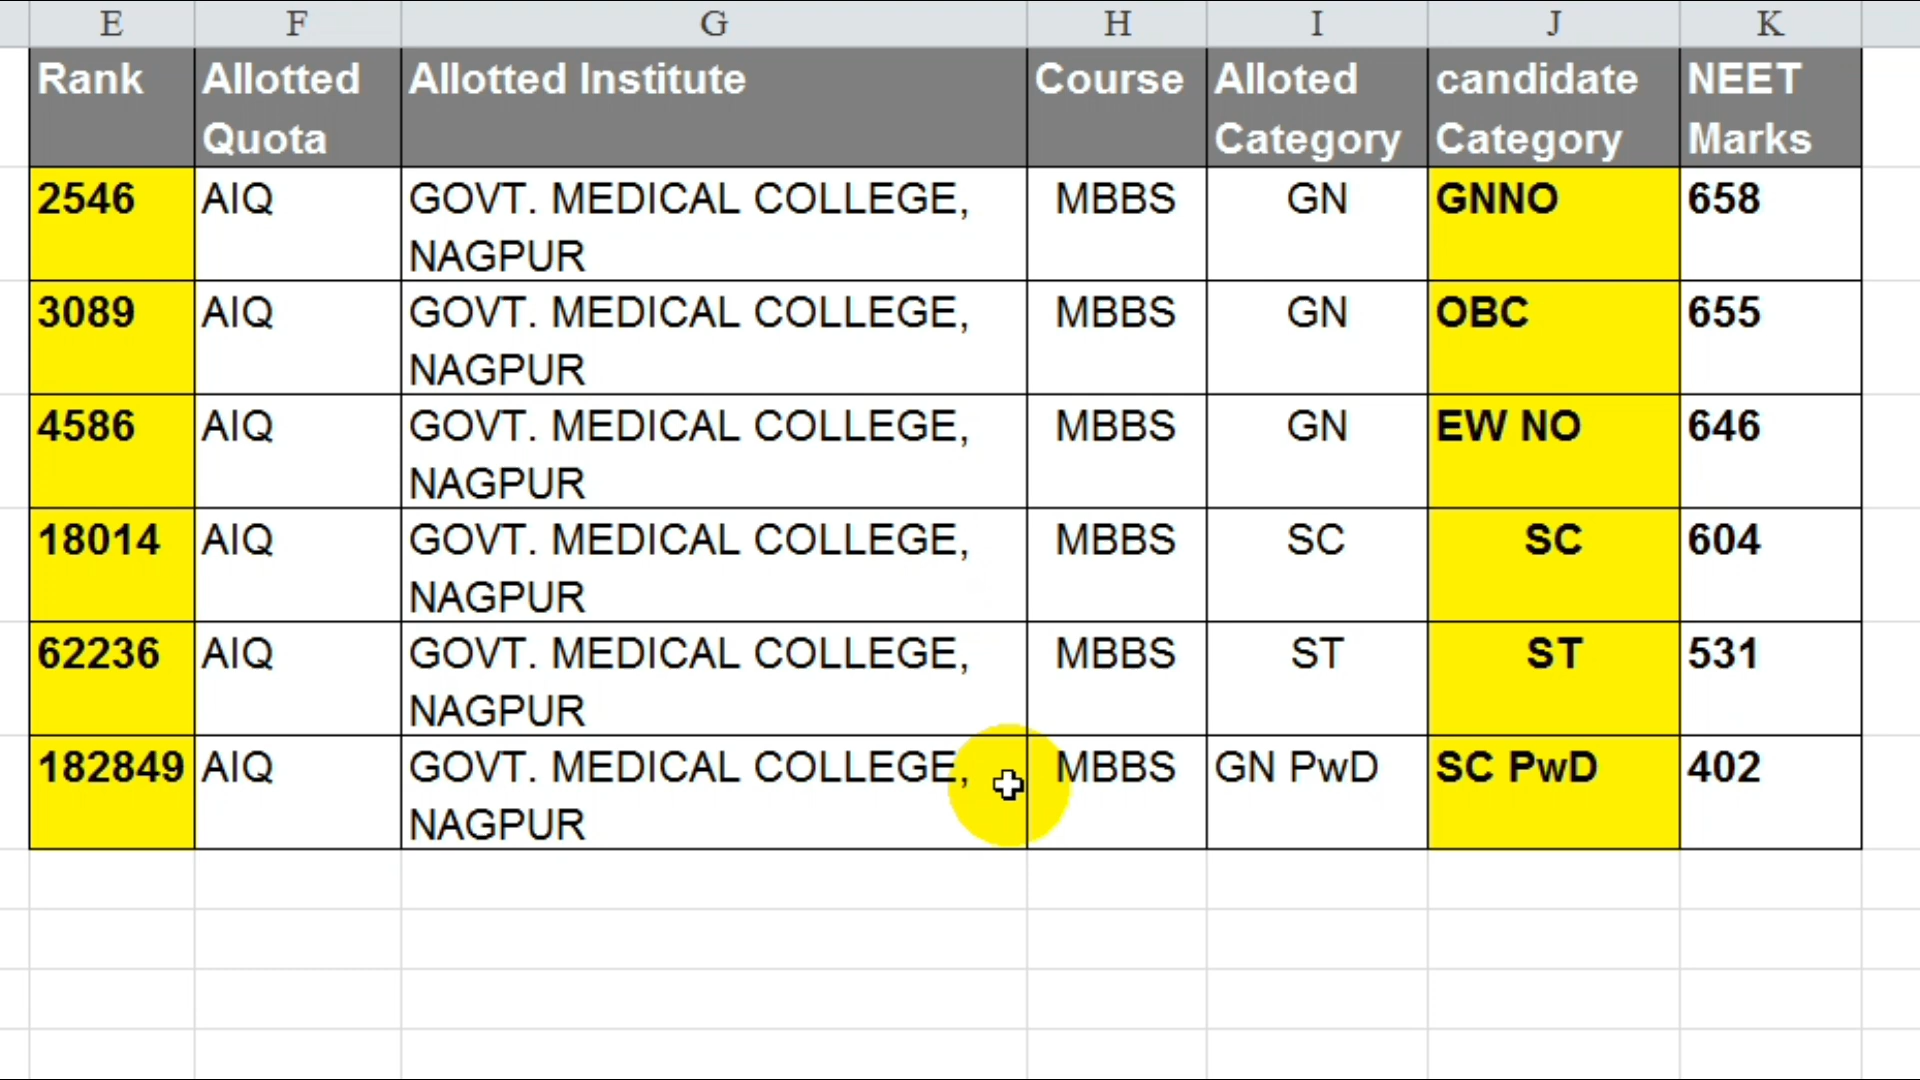 E F G H I J K
Rank Allotted Quota Allotted Institute Course Alloted Category candidate Category NEET Marks
2546 AIQ GOVT. MEDICAL COLLEGE, NAGPUR MBBS GN GNNO 658
3089 AIQ GOVT. MEDICAL COLLEGE, NAGPUR MBBS GN OBC 655
4586 AIQ GOVT. MEDICAL COLLEGE, NAGPUR MBBS GN EW NO 646
18014 AIQ GOVT. MEDICAL COLLEGE, NAGPUR MBBS SC SC 604
62236 AIQ GOVT. MEDICAL COLLEGE, NAGPUR MBBS ST ST 531
182849 AIQ GOVT. MEDICAL COLLEGE, NAGPUR MBBS GN PwD SC PwD 402